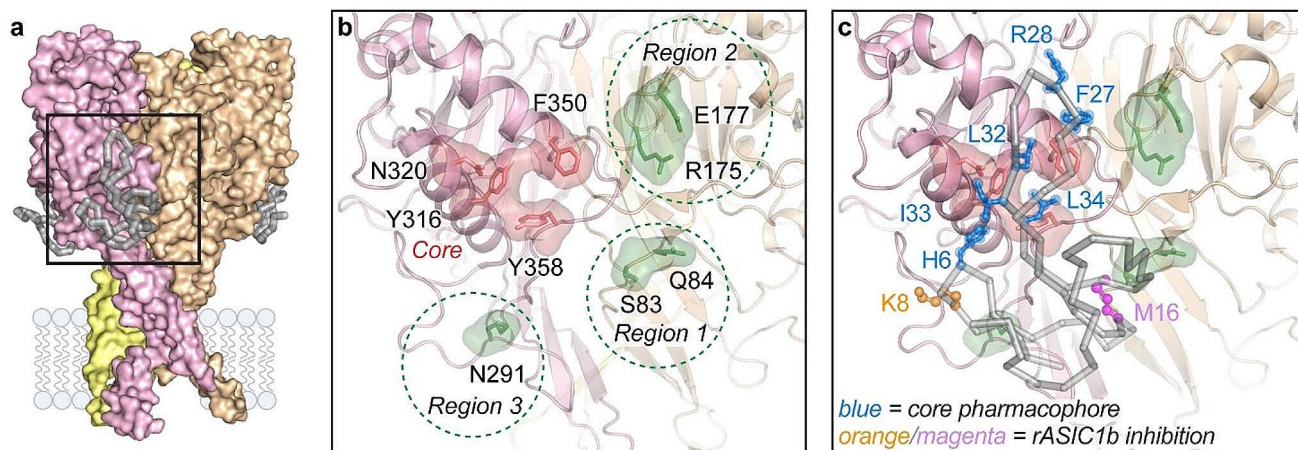 a
b
Region 2
F350
E177
N320
R175
Y316
Core
Y358
Q84
S83
Region 1
N291
Region 3
c
R28
F27
L32
L34
I33
H6
K8
M16
blue = core pharmacophore
orange/magenta = rASIC1b inhibition